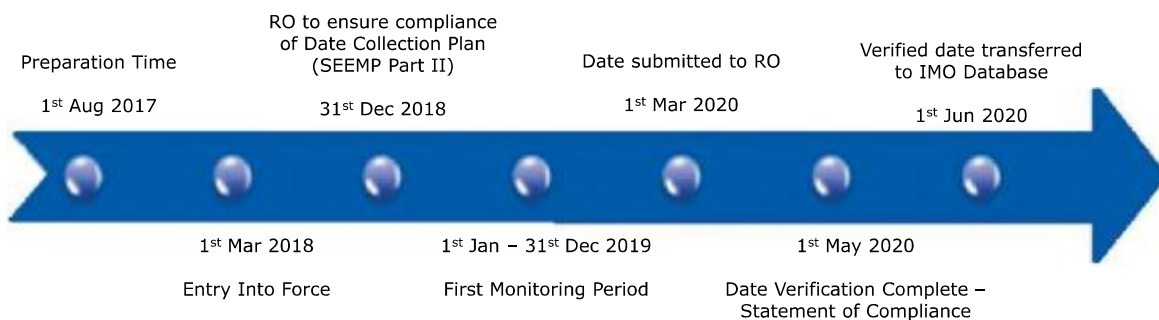 Preparation Time
1st Aug 2017
RO to ensure compliance
of Date Collection Plan
(SEEMP Part II)
31st Dec 2018
Date submitted to RO
1st Mar 2020
Verified date transferred
to IMO Database
1st Jun 2020
1st Mar 2018
Entry Into Force
1st Jan – 31st Dec 2019
First Monitoring Period
1st May 2020
Date Verification Complete –
Statement of Compliance